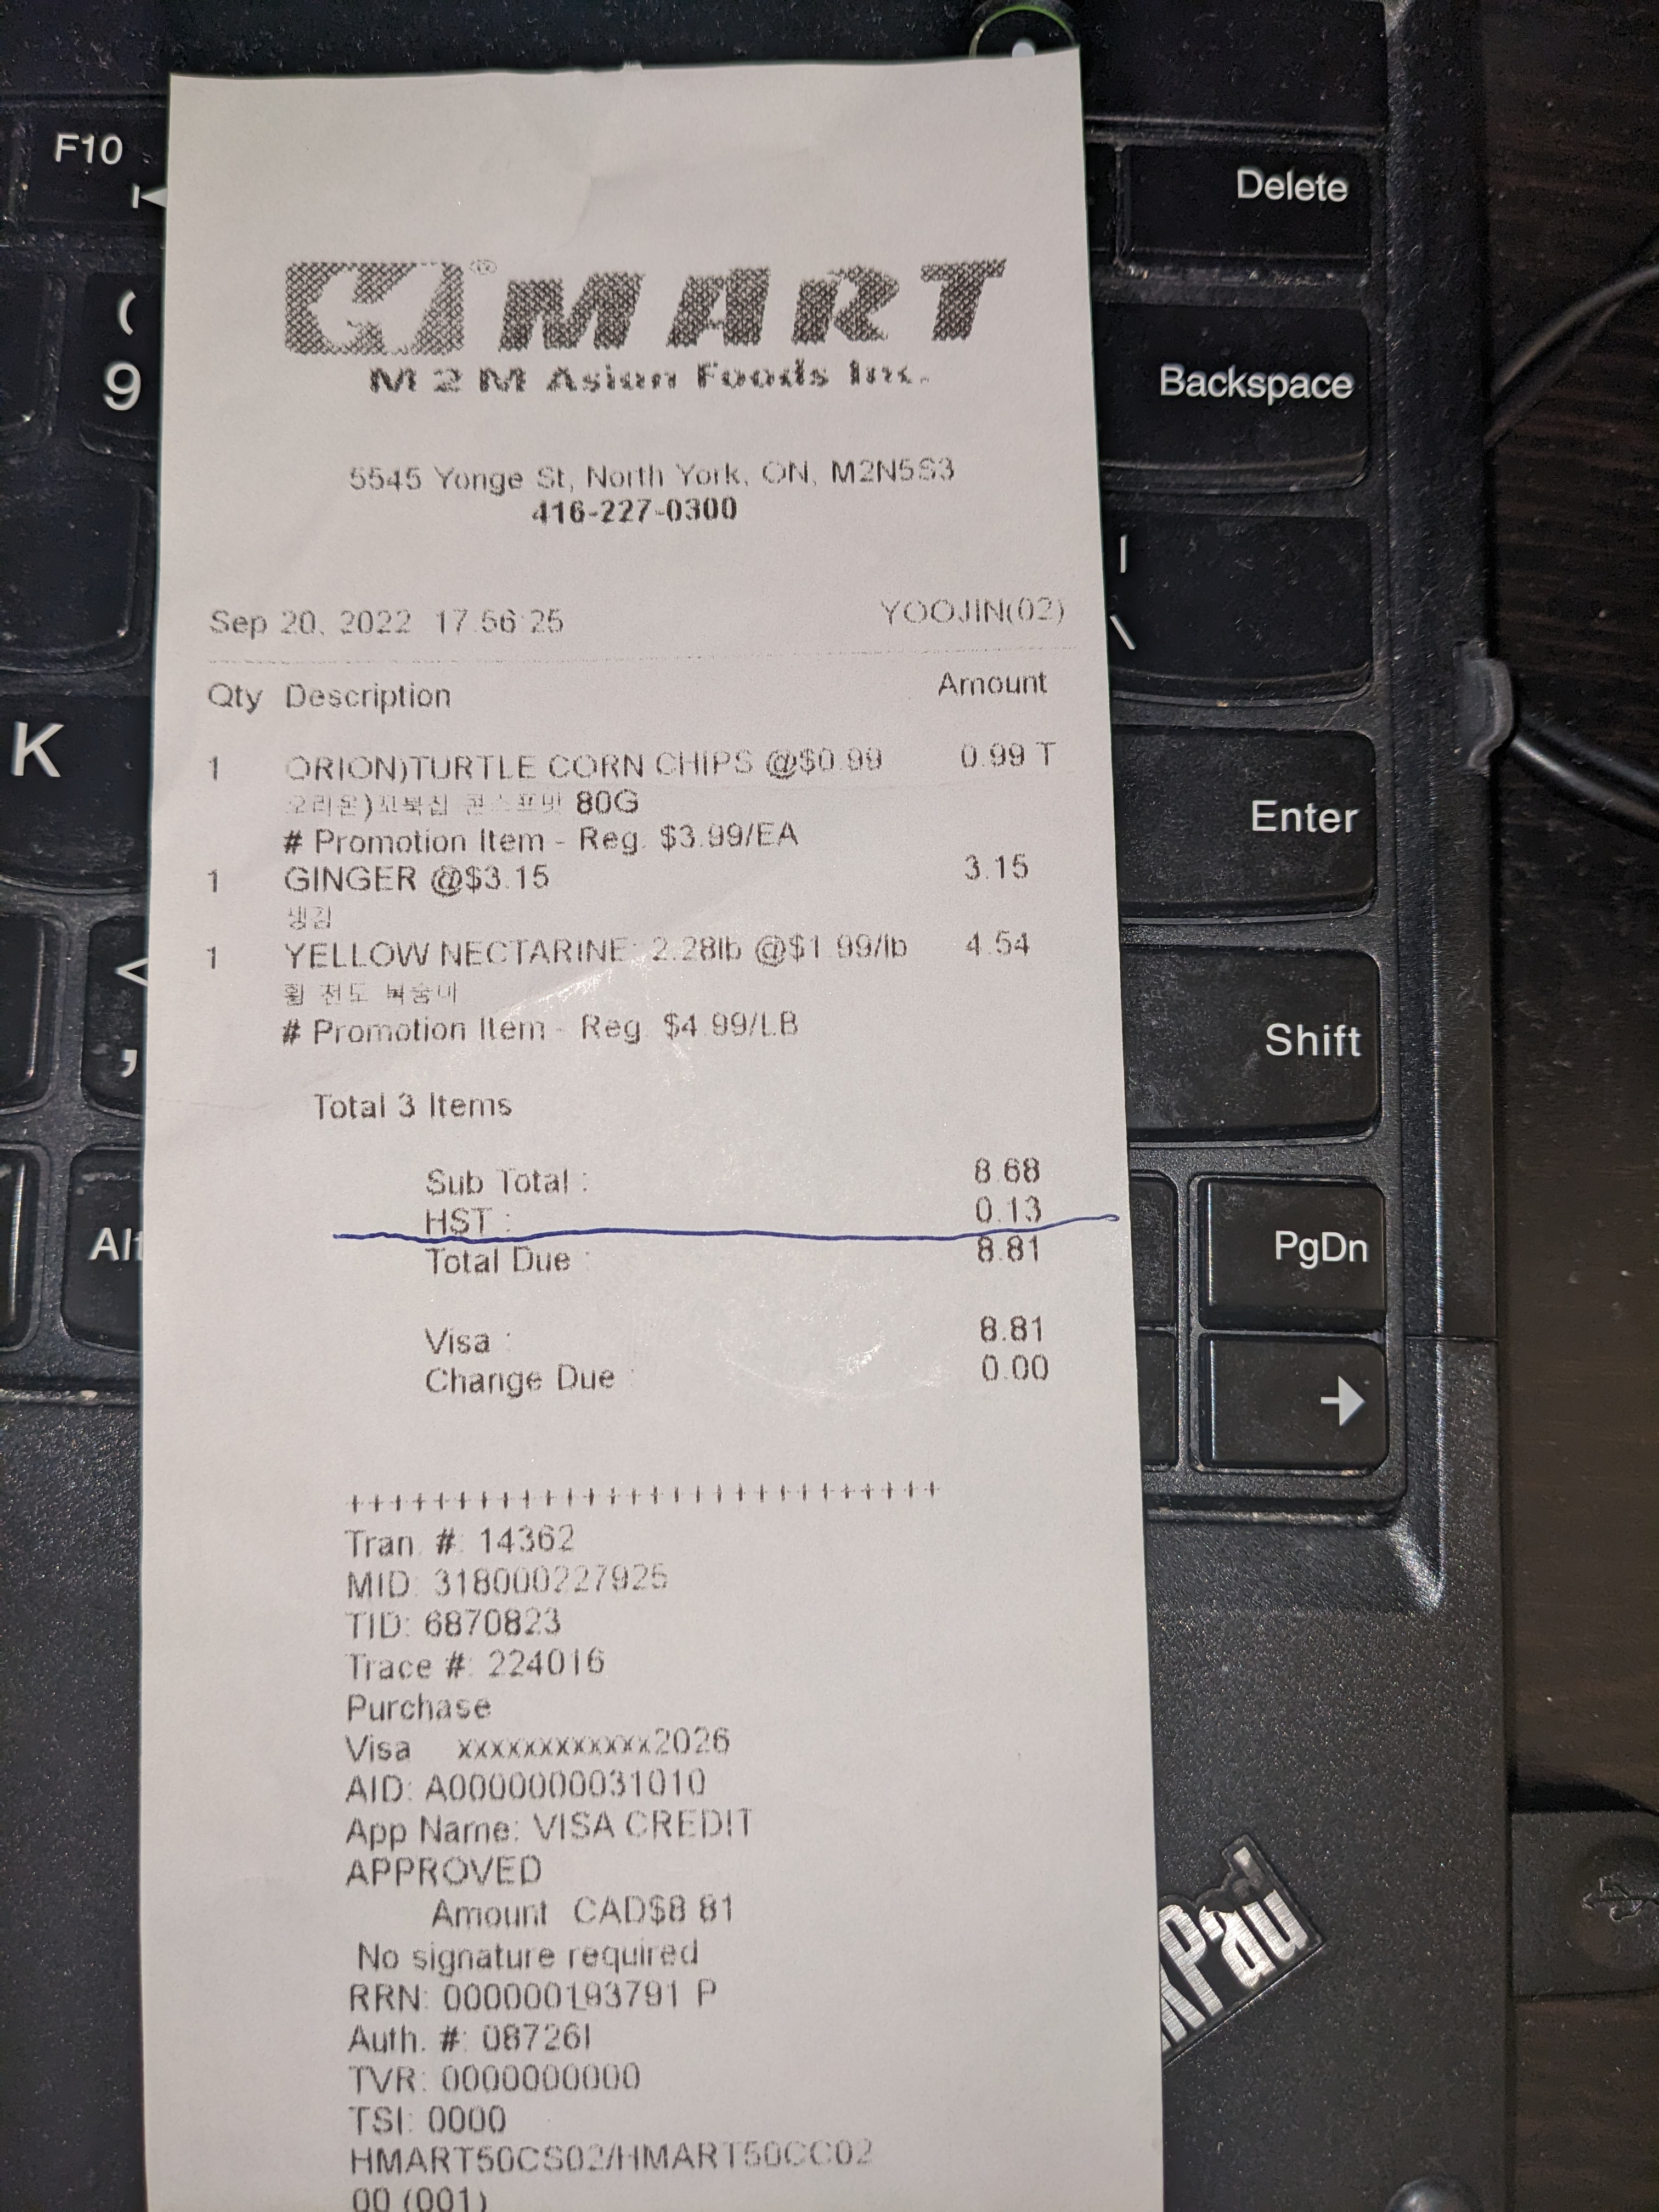 H MART
M 2 M Asian Foods Inc.
5545 Yonge St, North York, ON, M2N5S3
416-227-0300
Sep 20, 2022 17:56:25 YOOJIN(02)
Qty Description Amount
1 ORION)TURTLE CORN CHIPS @$0.99 0.99 T
오리온)꼬북칩 콘스프맛 80G
# Promotion Item - Reg. $3.99/EA
1 GINGER @$3.15 3.15
생강
1 YELLOW NECTARINE: 2.28lb @$1.99/lb 4.54
황 천도 복숭아
# Promotion Item - Reg. $4.99/LB
Total 3 Items
Sub Total : 8.68
HST : 0.13
Total Due : 8.81
Visa : 8.81
Change Due : 0.00
++++++++++++++++++++++++++++
Tran. #: 14362
MID: 318000227925
TID: 6870823
Trace #: 224016
Purchase
Visa xxxxxxxxxxxx2026
AID: A0000000031010
App Name: VISA CREDIT
APPROVED
Amount CAD$8.81
No signature required
RRN: 000000193791 P
Auth. #: 08726I
TVR: 0000000000
TSI: 0000
HMART50CS02/HMART50CC02
00 (001)
F10
Delete
(
9
Backspace
|
\
K
Enter
<
,
Shift
Alt
PgDn